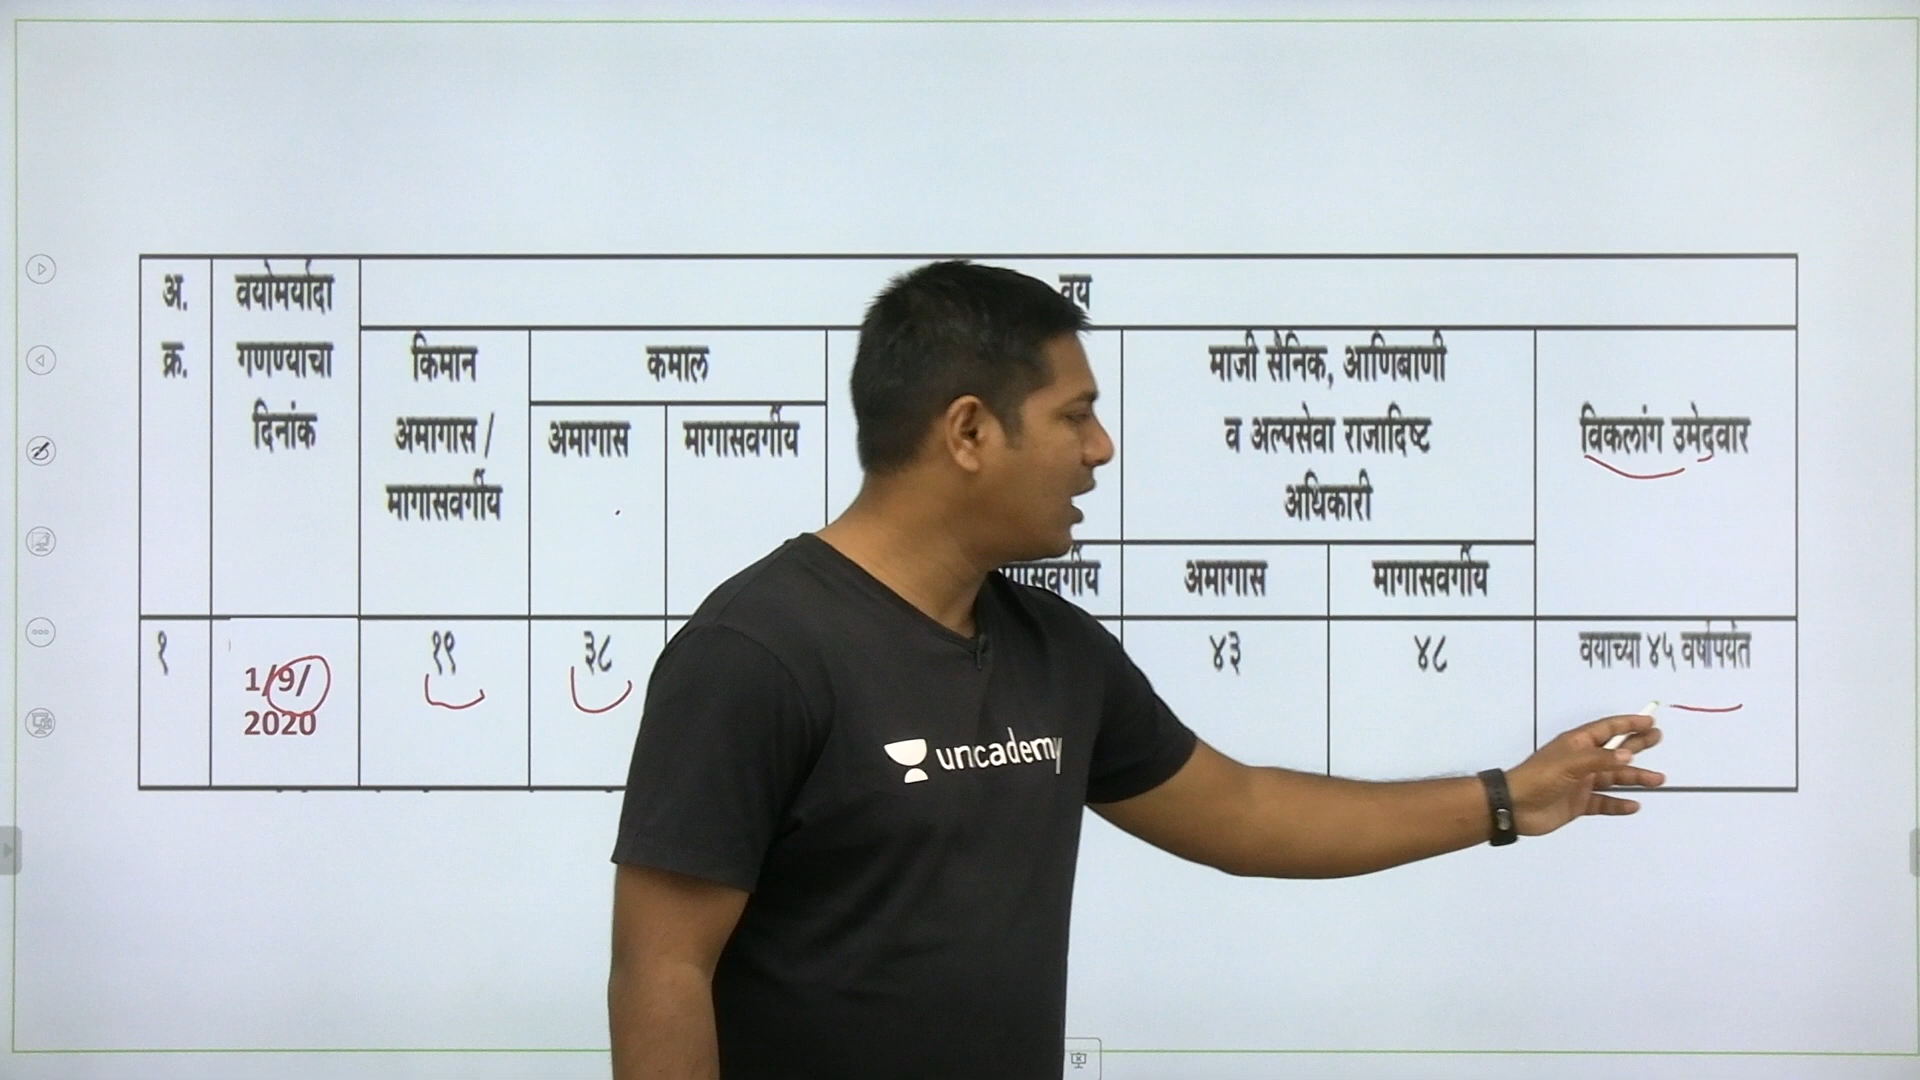 अ.
क्र.
वयोमर्यादा
गणण्याचा
दिनांक
वय
किमान
अमागास /
मागासवर्गीय
कमाल
अमागास
मागासवर्गीय
माजी सैनिक, आणिबाणी
व अल्पसेवा राजादिष्ट
अधिकारी
अमागास
मागासवर्गीय
विकलांग उमेदवार
१
1/9/
2020
१९
३८
४३
४८
वयाच्या ४५ वर्षापर्यंत
unacademy